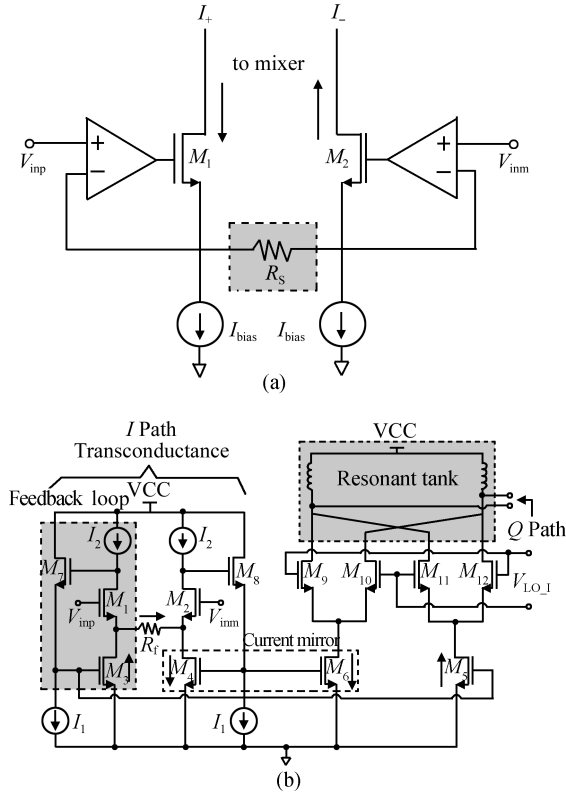 I+ I−
to mixer
+ +
Vinp M1 M2 Vinm
− −
RS
Ibias Ibias
(a)
I Path
Transconductance
VCC
Feedback loop
VCC
Resonant tank
I2 I2
Q Path
M7 M8
M9 M10 M11 M12
M1 M2
VLO_I
Vinp Vinm
Rf
Current mirror
M3 M4 M6 M5
I1 I1
(b)